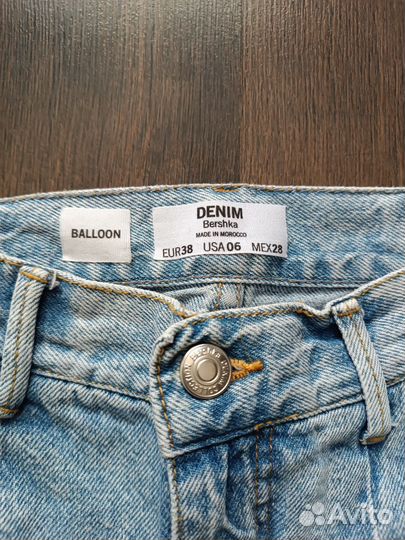 BALLOON
DENIM
Bershka
MADE IN MOROCCO
EUR38 USA06 MEX28
Avito